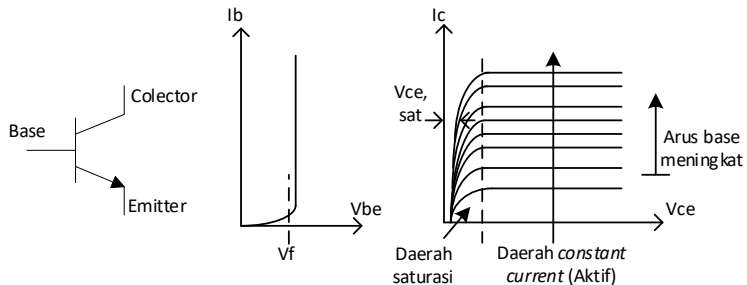 Colector
Base
Emitter
Ib
Vbe
Vf
Ic
Vce,
sat
Arus base
meningkat
Vce
Daerah
saturasi
Daerah constant
current (Aktif)